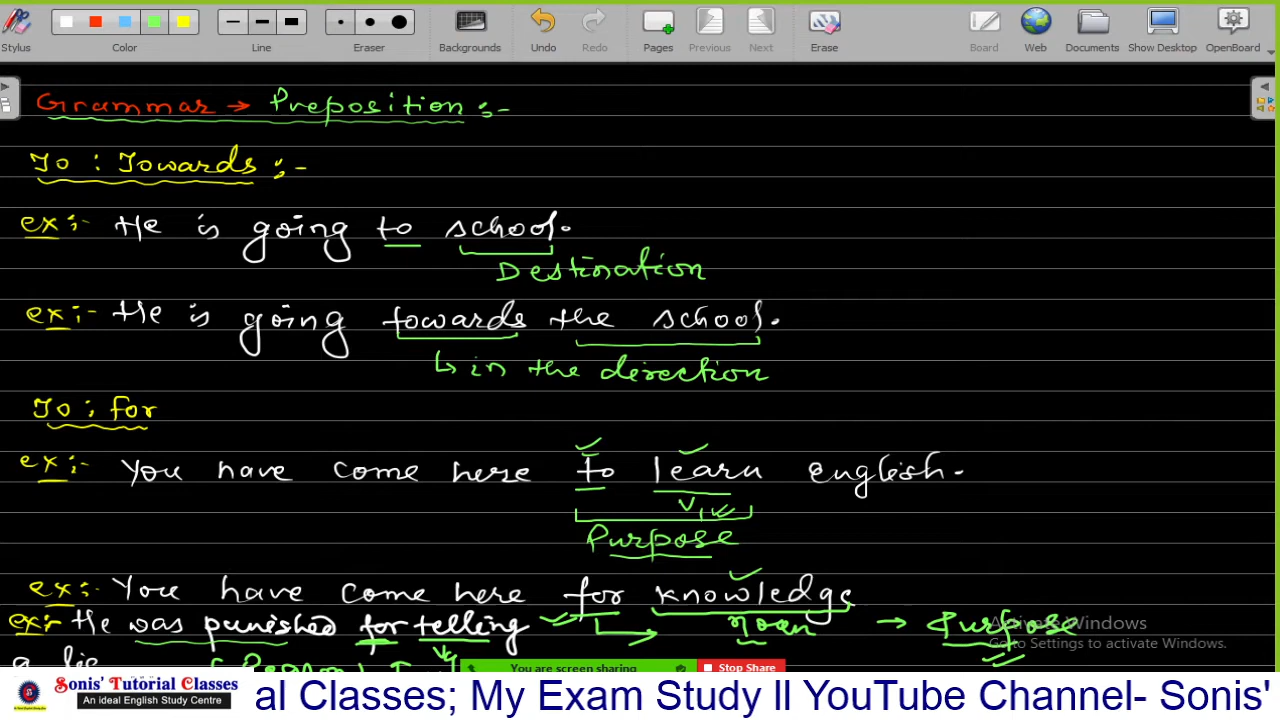 Stylus Color Line Eraser Backgrounds Undo Redo Pages Previous Next Erase Board Web Documents Show Desktop OpenBoard
Grammar → Preposition :-
To : Towards :-
ex :- He is going to school.
Destination
ex :- He is going towards the school.
↳ in the direction
To : for
ex :- You have come here to learn english.
V1
Purpose
ex :- You have come here for knowledge
ex :- He was punished for telling → noun → Purpose
Activate Windows
Go to Settings to activate Windows.
a lie (Reason)
You are screen sharing Stop Share
Sonis' Tutorial Classes
An ideal English Study Centre
al Classes; My Exam Study ll YouTube Channel- Sonis'